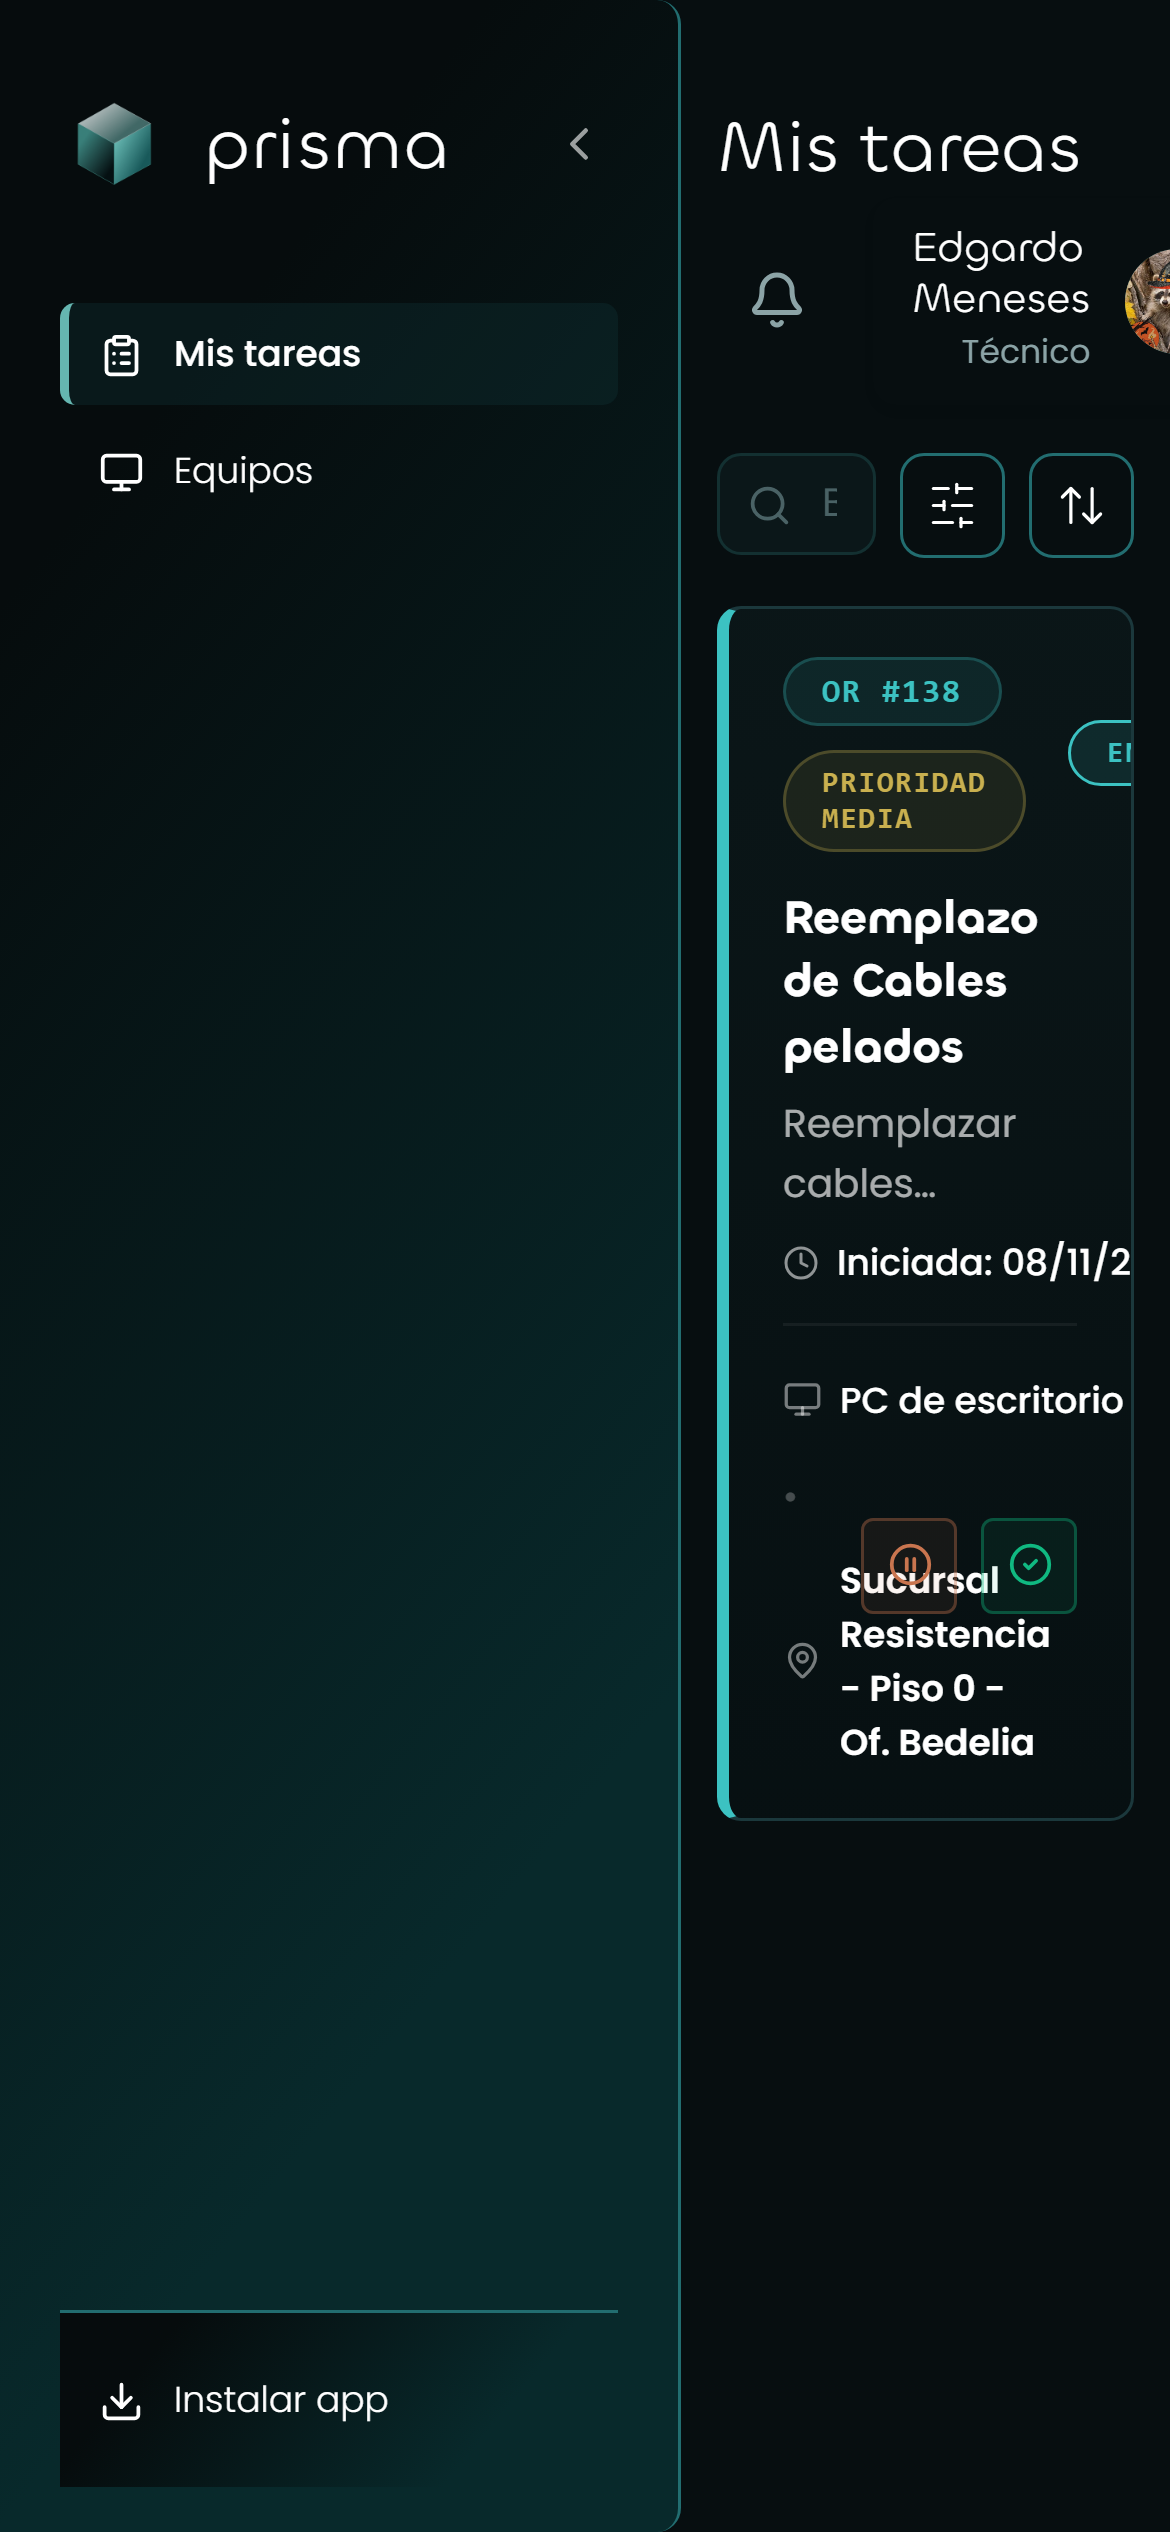 prisma
Mis tareas
Equipos
Instalar app
Mis tareas
Edgardo
Meneses
Técnico
OR #138
PRIORIDAD
MEDIA
Reemplazo
de Cables
pelados
Reemplazar
cables...
Iniciada: 08/11/2
PC de escritorio
Sucursal
Resistencia
- Piso 0 -
Of. Bedelia